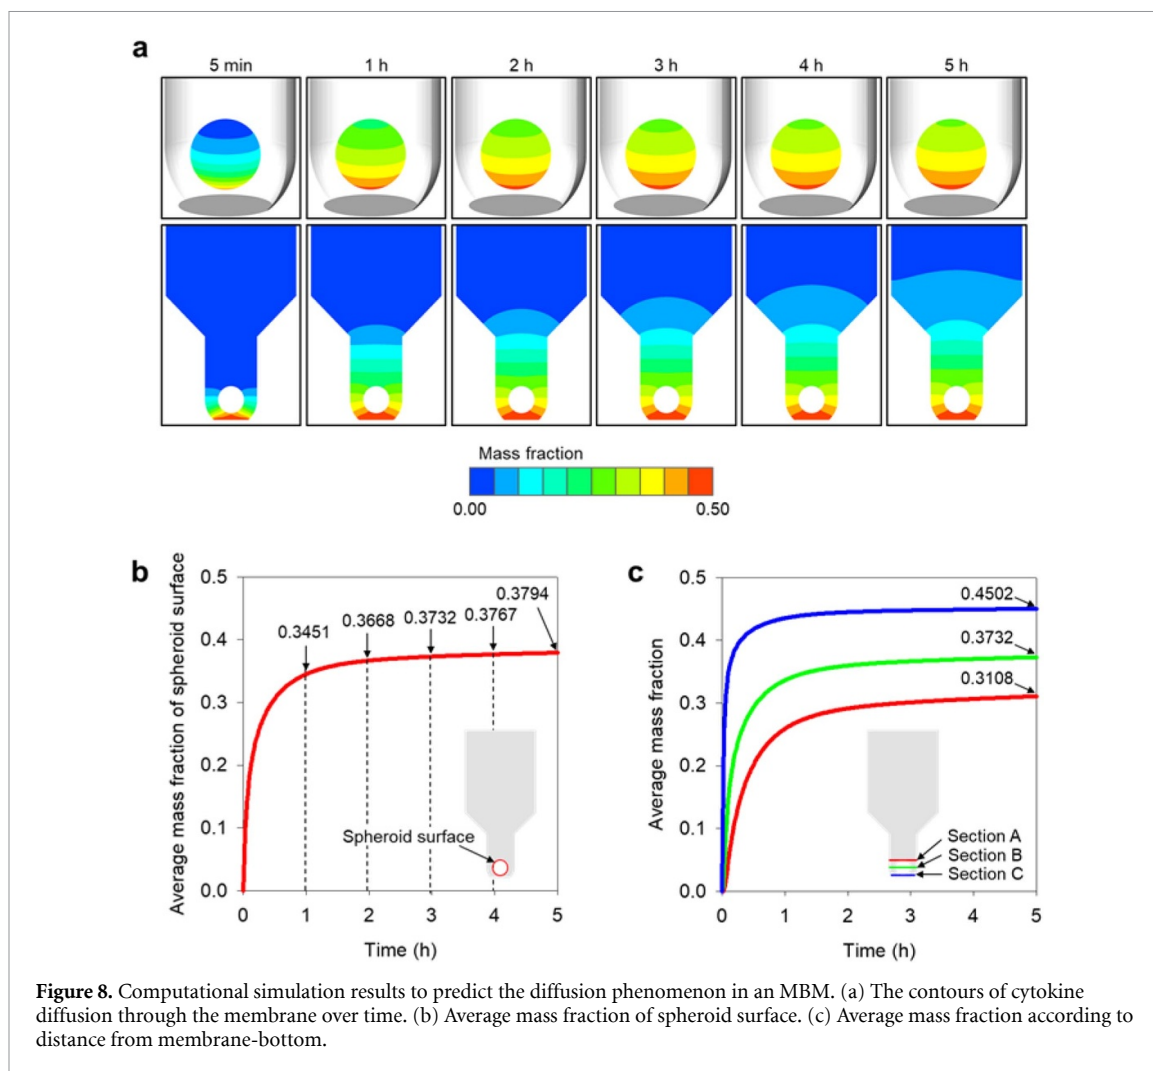 a
5 min 1 h 2 h 3 h 4 h 5 h
Mass fraction
0.00 0.50
b
Average mass fraction of spheroid surface
0.5
0.4
0.3
0.2
0.1
0.0
0.3451
0.3668
0.3732
0.3767
0.3794
Spheroid surface
0 1 2 3 4 5
Time (h)
c
Average mass fraction
0.5
0.4
0.3
0.2
0.1
0.0
0.4502
0.3732
0.3108
Section A
Section B
Section C
0 1 2 3 4 5
Time (h)
Figure 8. Computational simulation results to predict the diffusion phenomenon in an MBM. (a) The contours of cytokine
diffusion through the membrane over time. (b) Average mass fraction of spheroid surface. (c) Average mass fraction according to
distance from membrane-bottom.